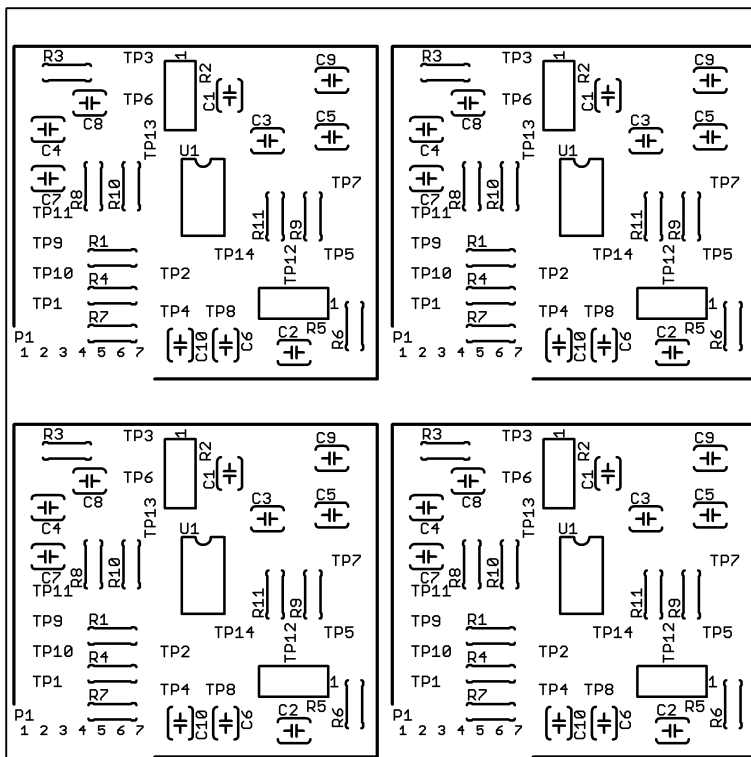 R3 TP3 1 R2 C9 R3 TP3 1 R2 C9
TP6 C1 TP6 C1
C8 C3 C5 C8 C3 C5
C4 TP13 C4 TP13
U1 U1
C7 R8 R10 TP7 C7 R8 R10 TP7
TP11 R11 R9 TP11 R11 R9
TP9 R1 TP14 TP12 TP5 TP9 R1 TP14 TP12 TP5
TP10 R4 TP2 TP10 R4 TP2
TP1 1 TP1 1
R7 TP4 TP8 R5 R6 R7 TP4 TP8 R5 R6
P1 C10 C6 C2 P1 C10 C6 C2
1 2 3 4 5 6 7 1 2 3 4 5 6 7
R3 TP3 1 R2 C9 R3 TP3 1 R2 C9
TP6 C1 TP6 C1
C8 C3 C5 C8 C3 C5
C4 TP13 C4 TP13
U1 U1
C7 R8 R10 TP7 C7 R8 R10 TP7
TP11 R11 R9 TP11 R11 R9
TP9 R1 TP14 TP12 TP5 TP9 R1 TP14 TP12 TP5
TP10 R4 TP2 TP10 R4 TP2
TP1 1 TP1 1
R7 TP4 TP8 R5 R6 R7 TP4 TP8 R5 R6
P1 C10 C6 C2 P1 C10 C6 C2
1 2 3 4 5 6 7 1 2 3 4 5 6 7